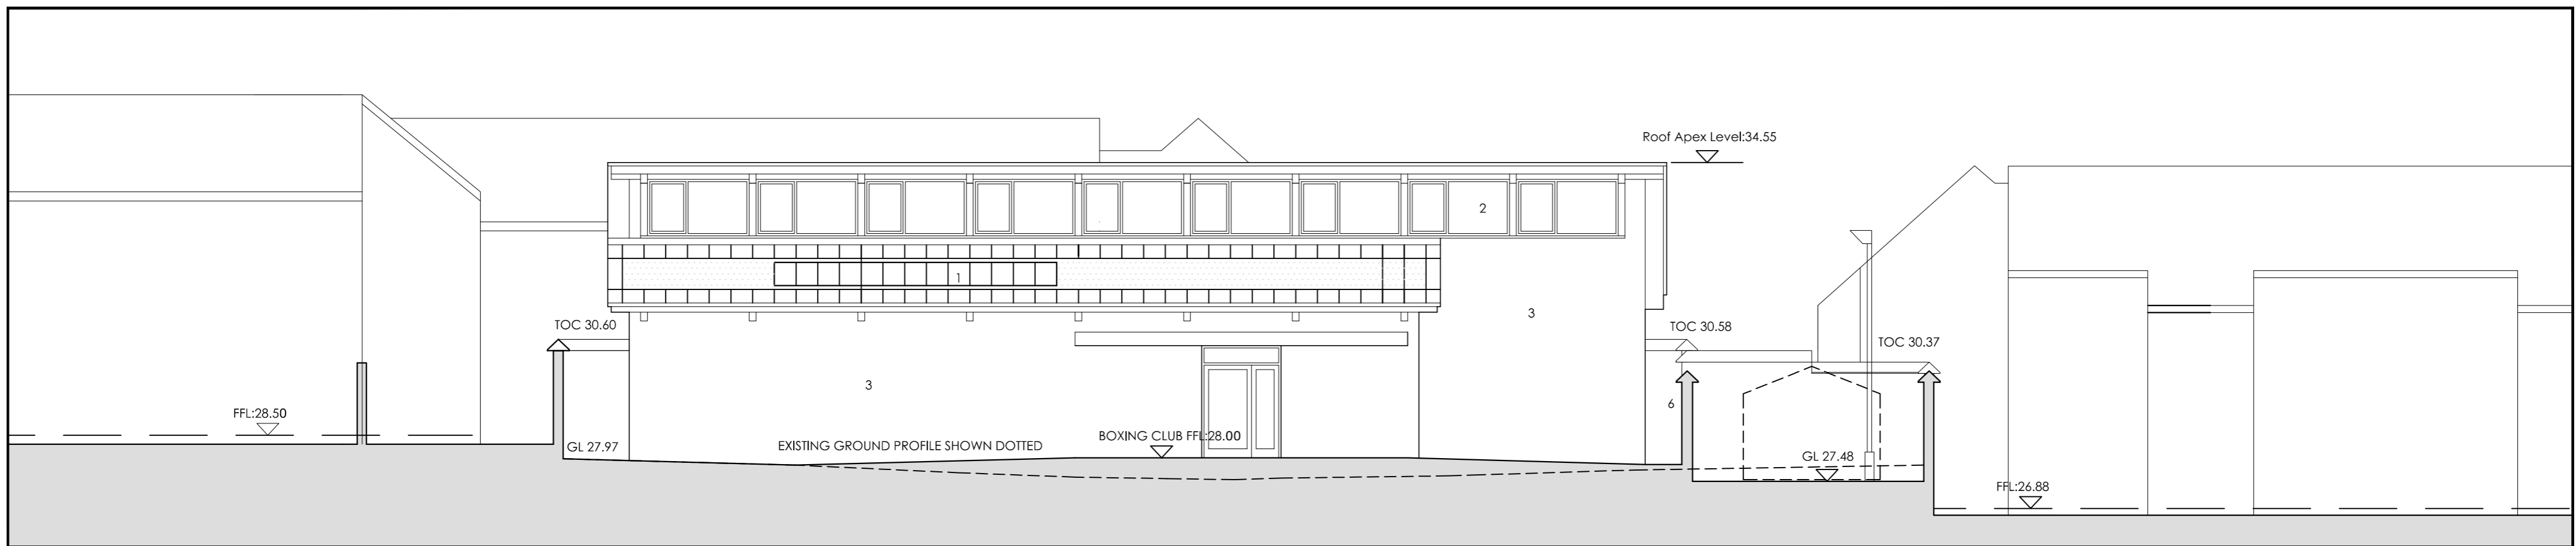 Roof Apex Level:34.55
2
1
3
TOC 30.60
TOC 30.58
TOC 30.37
3
6
FFL:28.50
BOXING CLUB FFL:28.00
GL 27.97
EXISTING GROUND PROFILE SHOWN DOTTED
GL 27.48
FFL:26.88